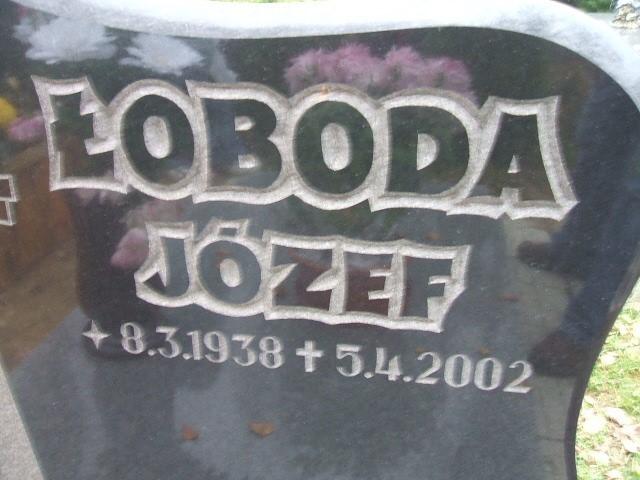 ŁOBODA
JÓZEF
✦ 8.3.1938 ✝ 5.4.2002